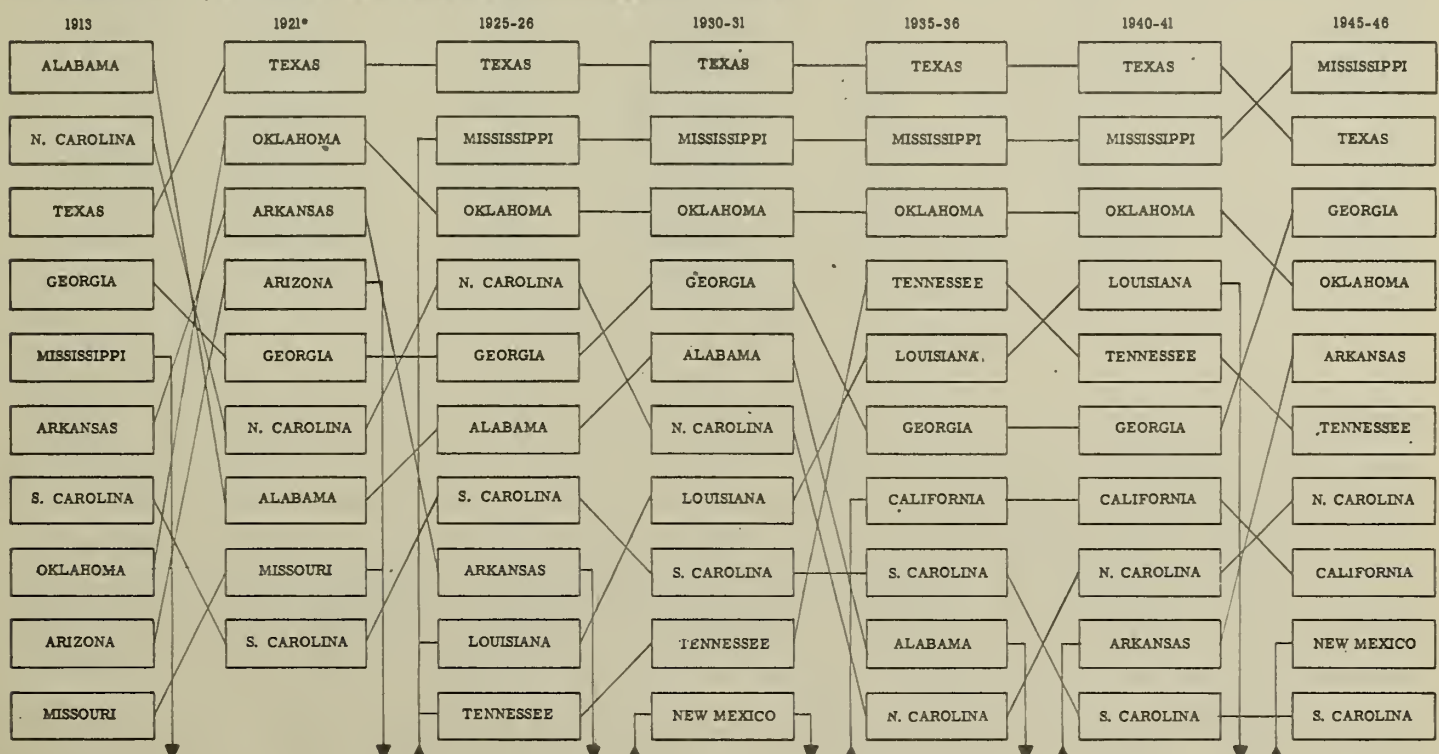 1913 1921* 1925-26 1930-31 1935-36 1940-41 1945-46
ALABAMA TEXAS TEXAS TEXAS TEXAS TEXAS MISSISSIPPI
N. CAROLINA OKLAHOMA MISSISSIPPI MISSISSIPPI MISSISSIPPI MISSISSIPPI TEXAS
TEXAS ARKANSAS OKLAHOMA OKLAHOMA OKLAHOMA OKLAHOMA GEORGIA
GEORGIA ARIZONA N. CAROLINA GEORGIA TENNESSEE LOUISIANA OKLAHOMA
MISSISSIPPI GEORGIA GEORGIA ALABAMA LOUISIANA TENNESSEE ARKANSAS
ARKANSAS N. CAROLINA ALABAMA N. CAROLINA GEORGIA GEORGIA TENNESSEE
S. CAROLINA ALABAMA S. CAROLINA LOUISIANA CALIFORNIA CALIFORNIA N. CAROLINA
OKLAHOMA MISSOURI ARKANSAS S. CAROLINA S. CAROLINA N. CAROLINA CALIFORNIA
ARIZONA S. CAROLINA LOUISIANA TENNESSEE ALABAMA ARKANSAS NEW MEXICO
MISSOURI TENNESSEE NEW MEXICO N. CAROLINA S. CAROLINA S. CAROLINA